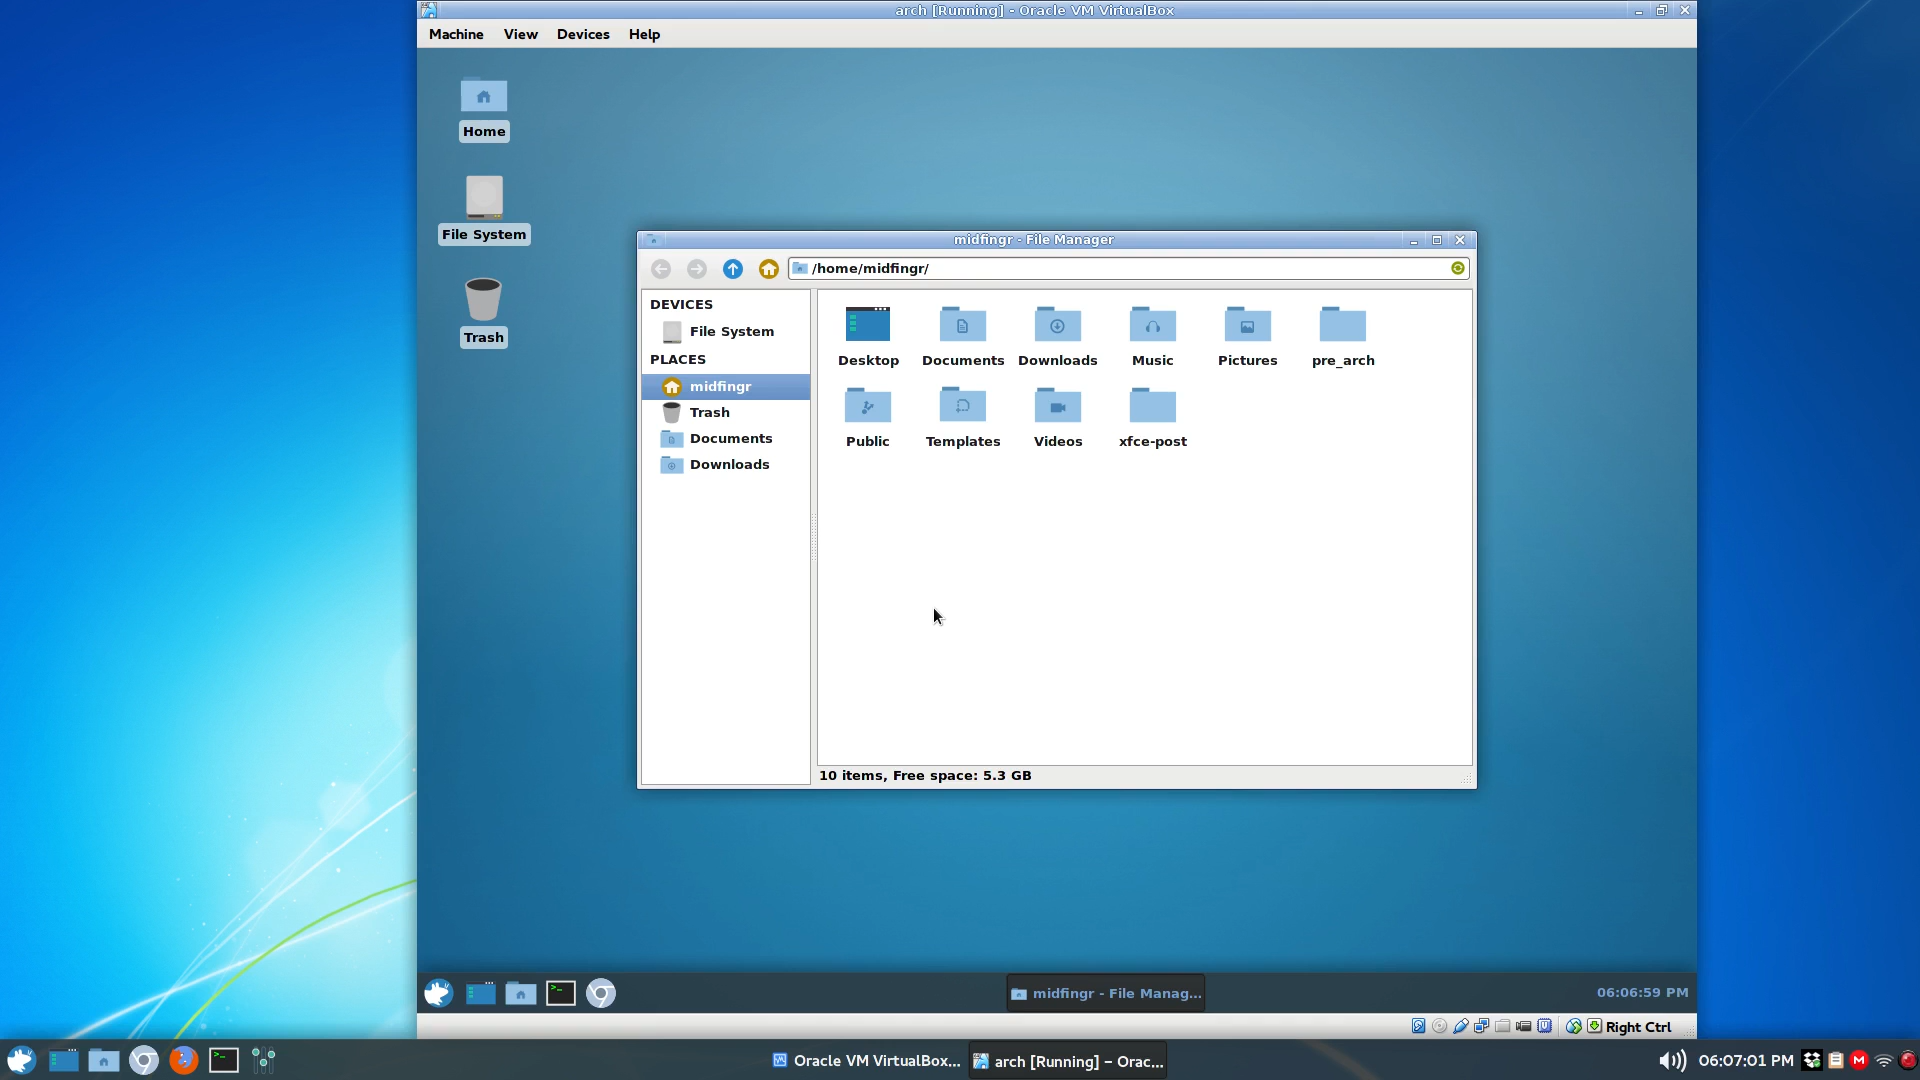 arch [Running] - Oracle VM VirtualBox
Machine View Devices Help
Home
File System
Trash
midfingr - File Manager
/home/midfingr/
DEVICES
File System
PLACES
midfingr
Trash
Documents
Downloads
Desktop Documents Downloads Music Pictures pre_arch
Public Templates Videos xfce-post
10 items, Free space: 5.3 GB
midfingr - File Manag...
06:06:59 PM
Right Ctrl
Oracle VM VirtualBox...
arch [Running] – Orac...
06:07:01 PM